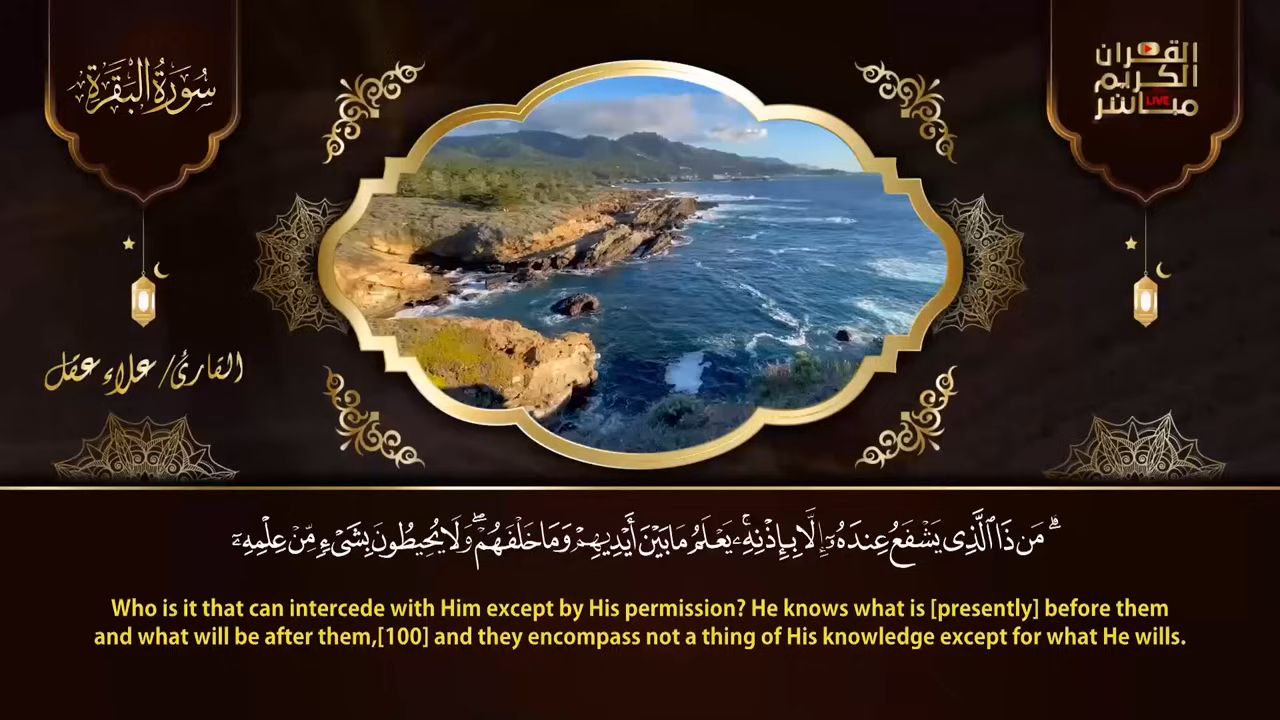 سُورَةُ البَقَرَةِ
القرآن
الكريم
مباشر
LIVE
القارئ/ علاء عقل
ۗ مَن ذَا ٱلَّذِى يَشْفَعُ عِندَهُۥٓ إِلَّا بِإِذْنِهِۦ ۚ يَعْلَمُ مَا بَيْنَ أَيْدِيهِمْ وَمَا خَلْفَهُمْ ۖ وَلَا يُحِيطُونَ بِشَىْءٍ مِّنْ عِلْمِهِۦٓ
Who is it that can intercede with Him except by His permission? He knows what is [presently] before them
and what will be after them,[100] and they encompass not a thing of His knowledge except for what He wills.